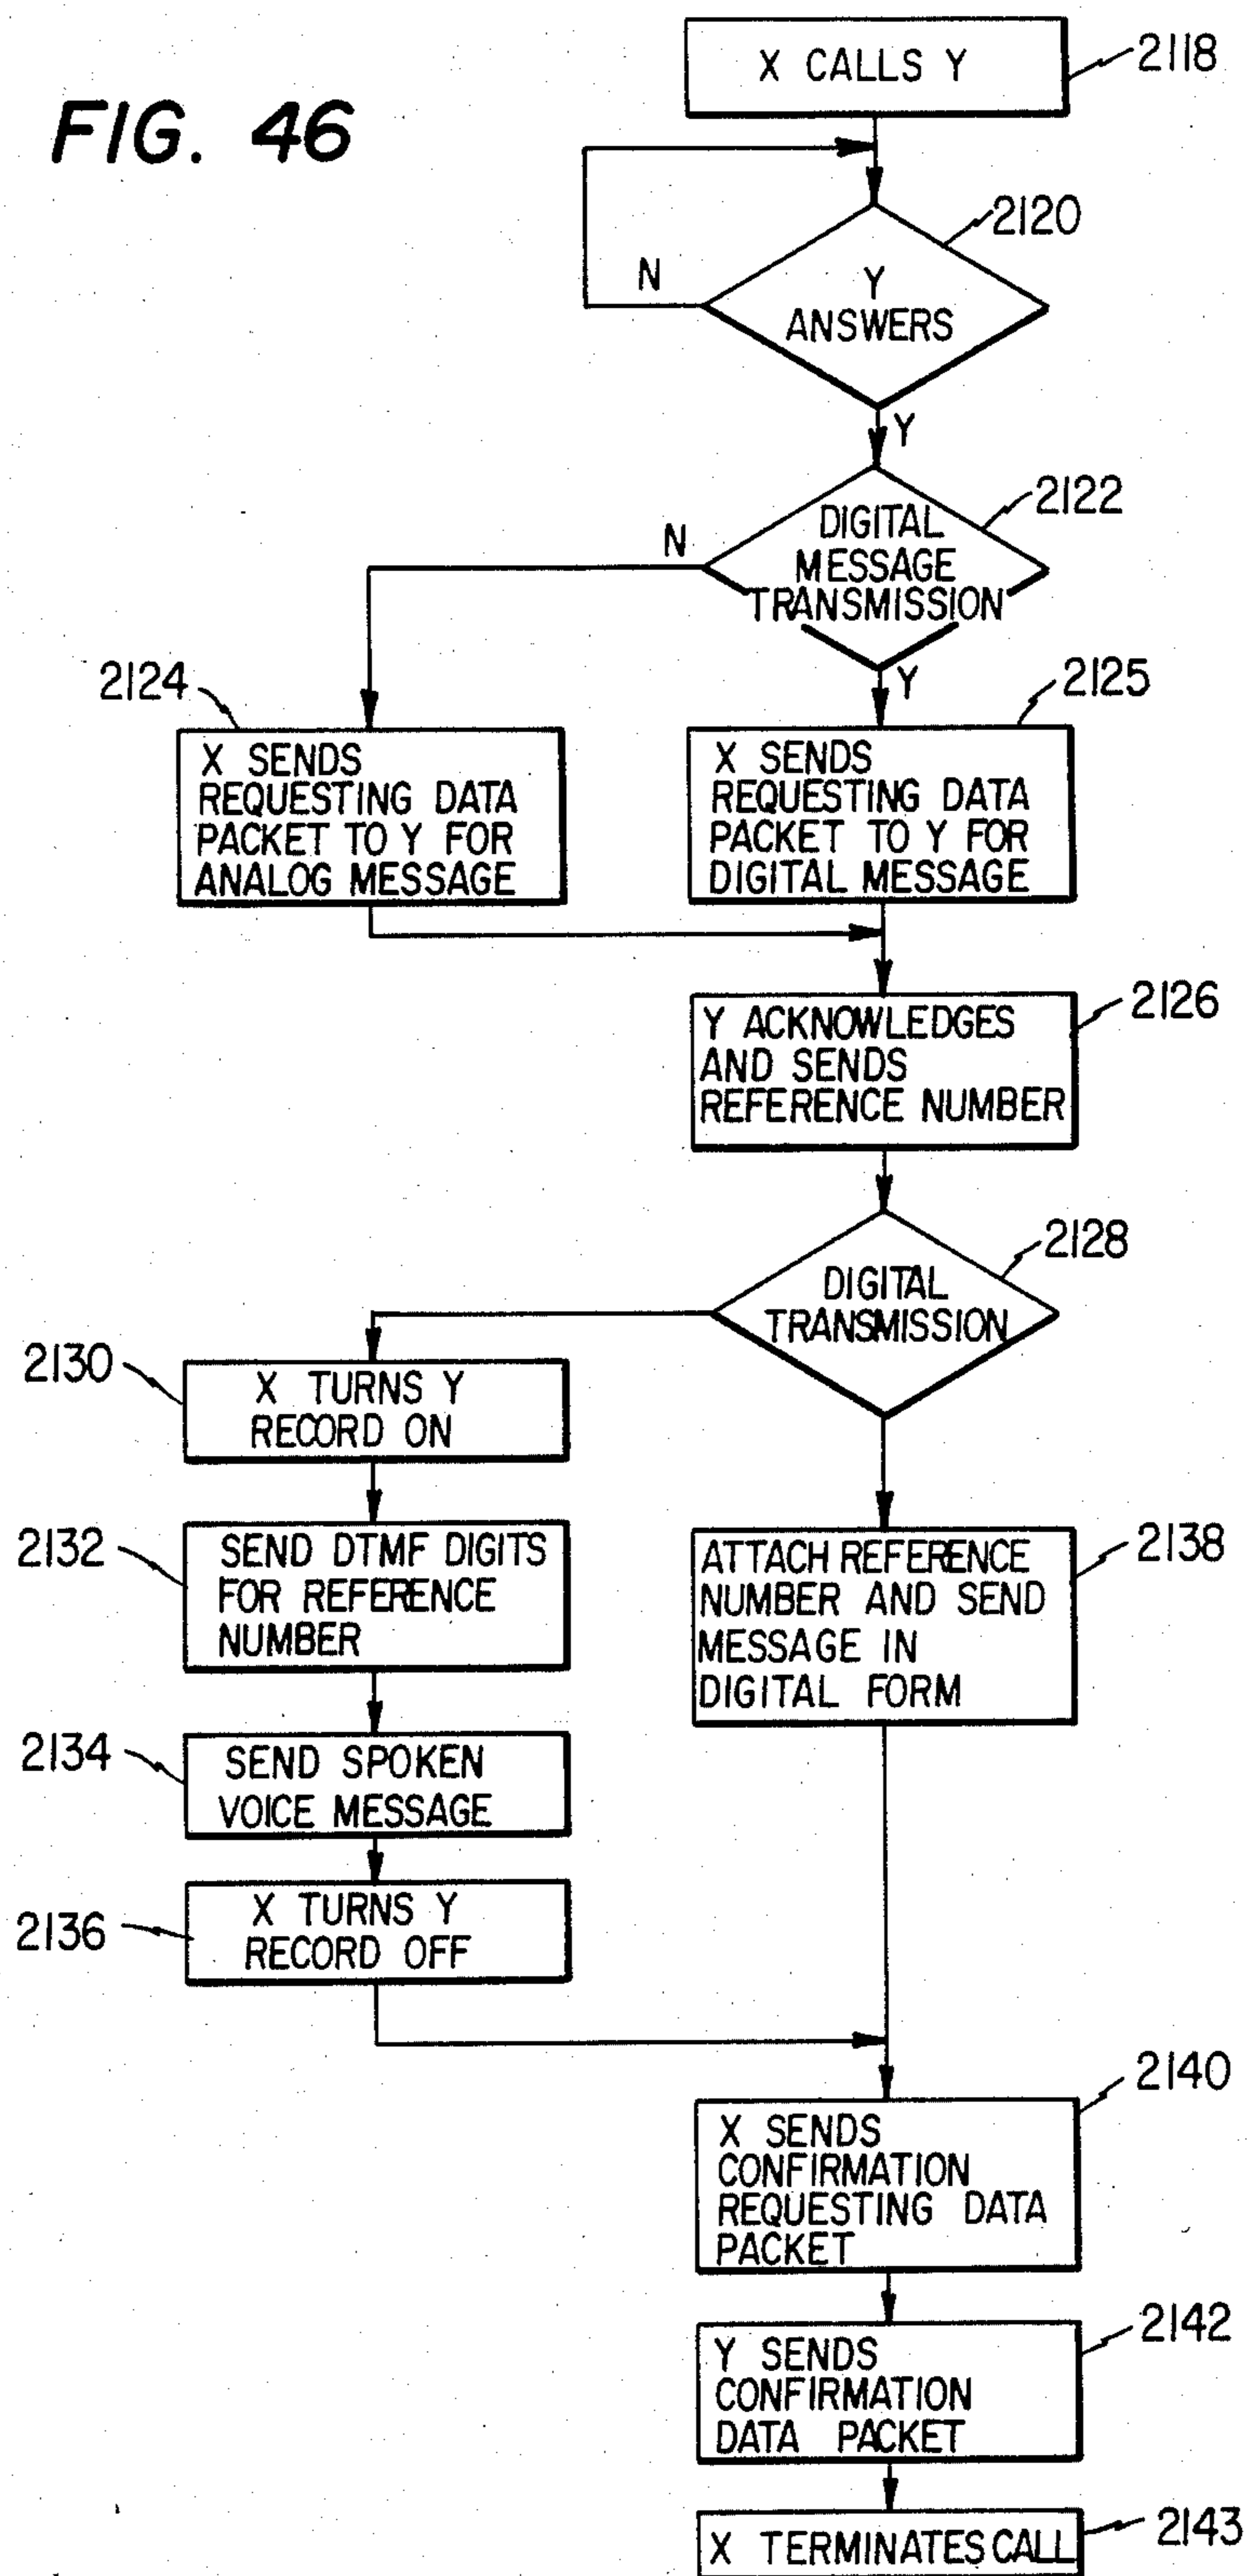 FIG. 46
X CALLS Y
2118
2120
N
Y
ANSWERS
Y
2122
N
DIGITAL
MESSAGE
TRANSMISSION
Y
2124
X SENDS
REQUESTING DATA
PACKET TO Y FOR
ANALOG MESSAGE
2125
X SENDS
REQUESTING DATA
PACKET TO Y FOR
DIGITAL MESSAGE
2126
Y ACKNOWLEDGES
AND SENDS
REFERENCE NUMBER
2128
DIGITAL
TRANSMISSION
2130
X TURNS Y
RECORD ON
2132
SEND DTMF DIGITS
FOR REFERENCE
NUMBER
2134
SEND SPOKEN
VOICE MESSAGE
2136
X TURNS Y
RECORD OFF
2138
ATTACH REFERENCE
NUMBER AND SEND
MESSAGE IN
DIGITAL FORM
2140
X SENDS
CONFIRMATION
REQUESTING DATA
PACKET
2142
Y SENDS
CONFIRMATION
DATA PACKET
2143
X TERMINATES CALL